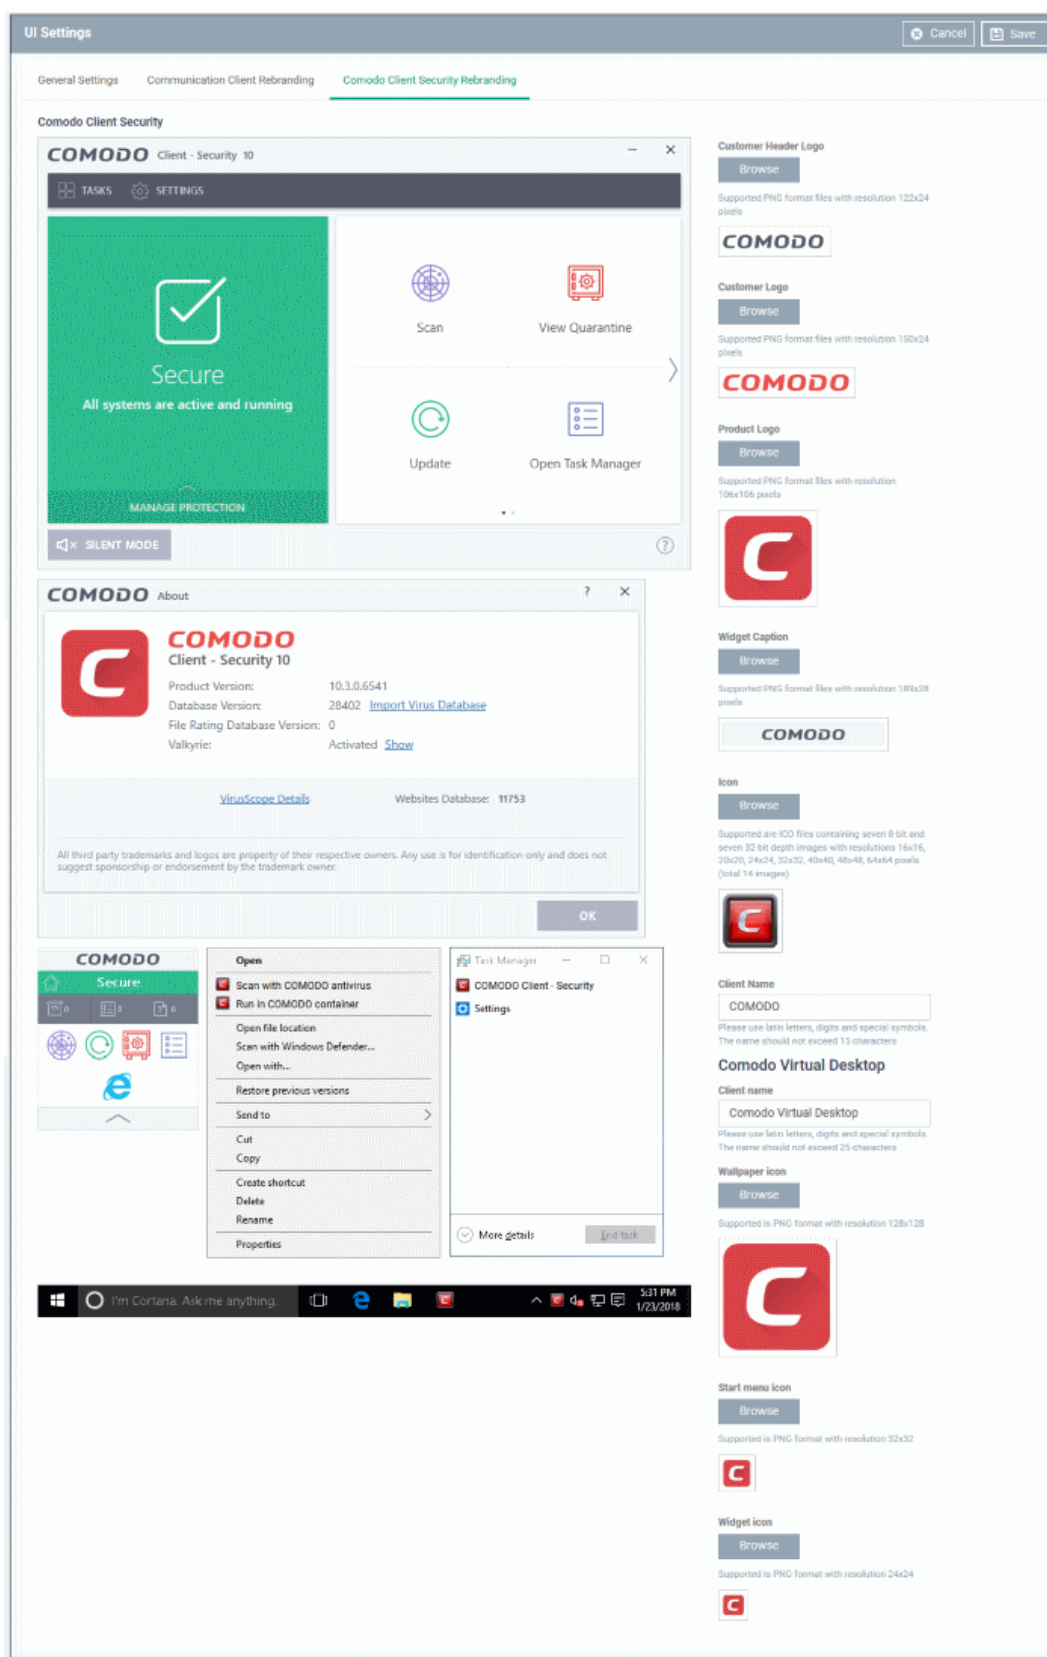 UI Settings
Cancel
Save
General Settings
Communication Client Rebranding
Comodo Client Security Rebranding
Comodo Client Security
COMODO Client - Security 10
TASKS
SETTINGS
Secure
All systems are active and running
MANAGE PROTECTION
Scan
View Quarantine
Update
Open Task Manager
SILENT MODE
?
COMODO About
?
COMODO
Client - Security 10
Product Version: 10.3.0.6541
Database Version: 28402 Import Virus Database
File Rating Database Version: 0
Valkyrie: Activated Show
VirusScope Details
Websites Database: 11753
All third party trademarks and logos are property of their respective owners. Any use is for identification only and does not
suggest sponsorship or endorsement by the trademark owner.
OK
COMODO
Secure
0
0
0
Open
Scan with COMODO antivirus
Run in COMODO container
Open file location
Scan with Windows Defender...
Open with...
Restore previous versions
Send to
Cut
Copy
Create shortcut
Delete
Rename
Properties
Task Manager
COMODO Client - Security
Settings
More details
End task
I'm Cortana. Ask me anything.
5:31 PM
1/23/2018
Customer Header Logo
Browse
Supported PNG format files with resolution 122x24
pixels
COMODO
Customer Logo
Browse
Supported PNG format files with resolution 150x24
pixels
COMODO
Product Logo
Browse
Supported PNG format files with resolution
106x106 pixels
C
Widget Caption
Browse
Supported PNG format files with resolution 189x28
pixels
COMODO
Icon
Browse
Supported are ICO files containing seven 8-bit and
seven 32-bit depth images with resolutions 16x16,
20x20, 24x24, 32x32, 40x40, 48x48, 64x64 pixels
(total 14 images)
C
Client Name
COMODO
Please use latin letters, digits and special symbols.
The name should not exceed 15 characters
Comodo Virtual Desktop
Client name
Comodo Virtual Desktop
Please use latin letters, digits and special symbols.
The name should not exceed 25 characters
Wallpaper icon
Browse
Supported is PNG format with resolution 128x128
C
Start menu icon
Browse
Supported is PNG format with resolution 32x32
C
Widget icon
Browse
Supported is PNG format with resolution 24x24
C